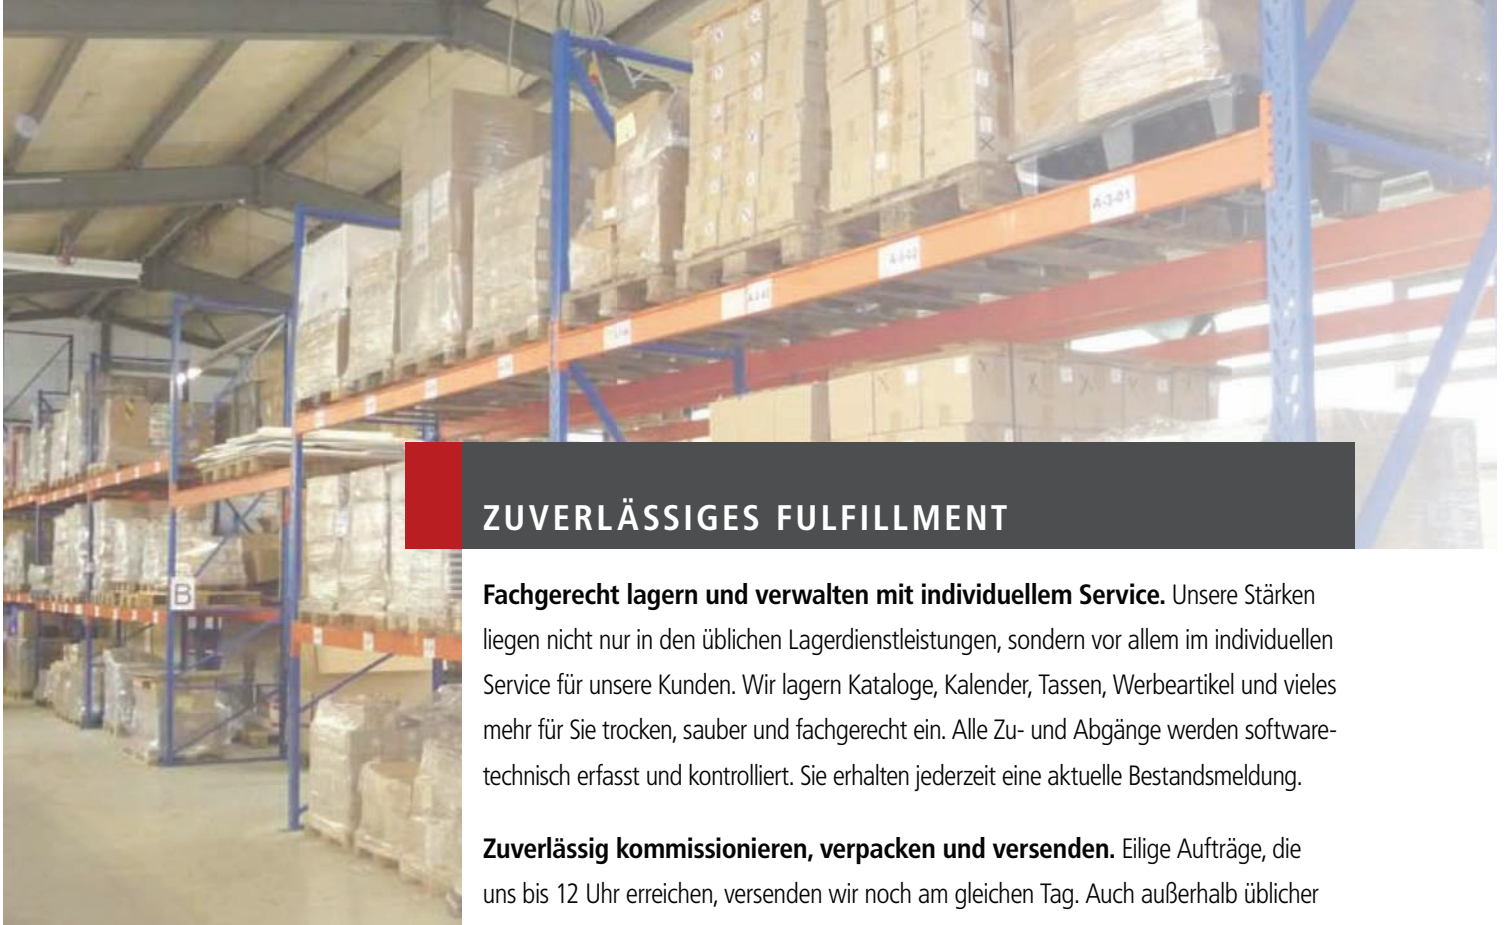 A-3-01
B
ZUVERLÄSSIGES FULFILLMENT
Fachgerecht lagern und verwalten mit individuellem Service. Unsere Stärken
liegen nicht nur in den üblichen Lagerdienstleistungen, sondern vor allem im individuellen
Service für unsere Kunden. Wir lagern Kataloge, Kalender, Tassen, Werbeartikel und vieles
mehr für Sie trocken, sauber und fachgerecht ein. Alle Zu- und Abgänge werden software-
technisch erfasst und kontrolliert. Sie erhalten jederzeit eine aktuelle Bestandsmeldung.
Zuverlässig kommissionieren, verpacken und versenden. Eilige Aufträge, die
uns bis 12 Uhr erreichen, versenden wir noch am gleichen Tag. Auch außerhalb üblicher